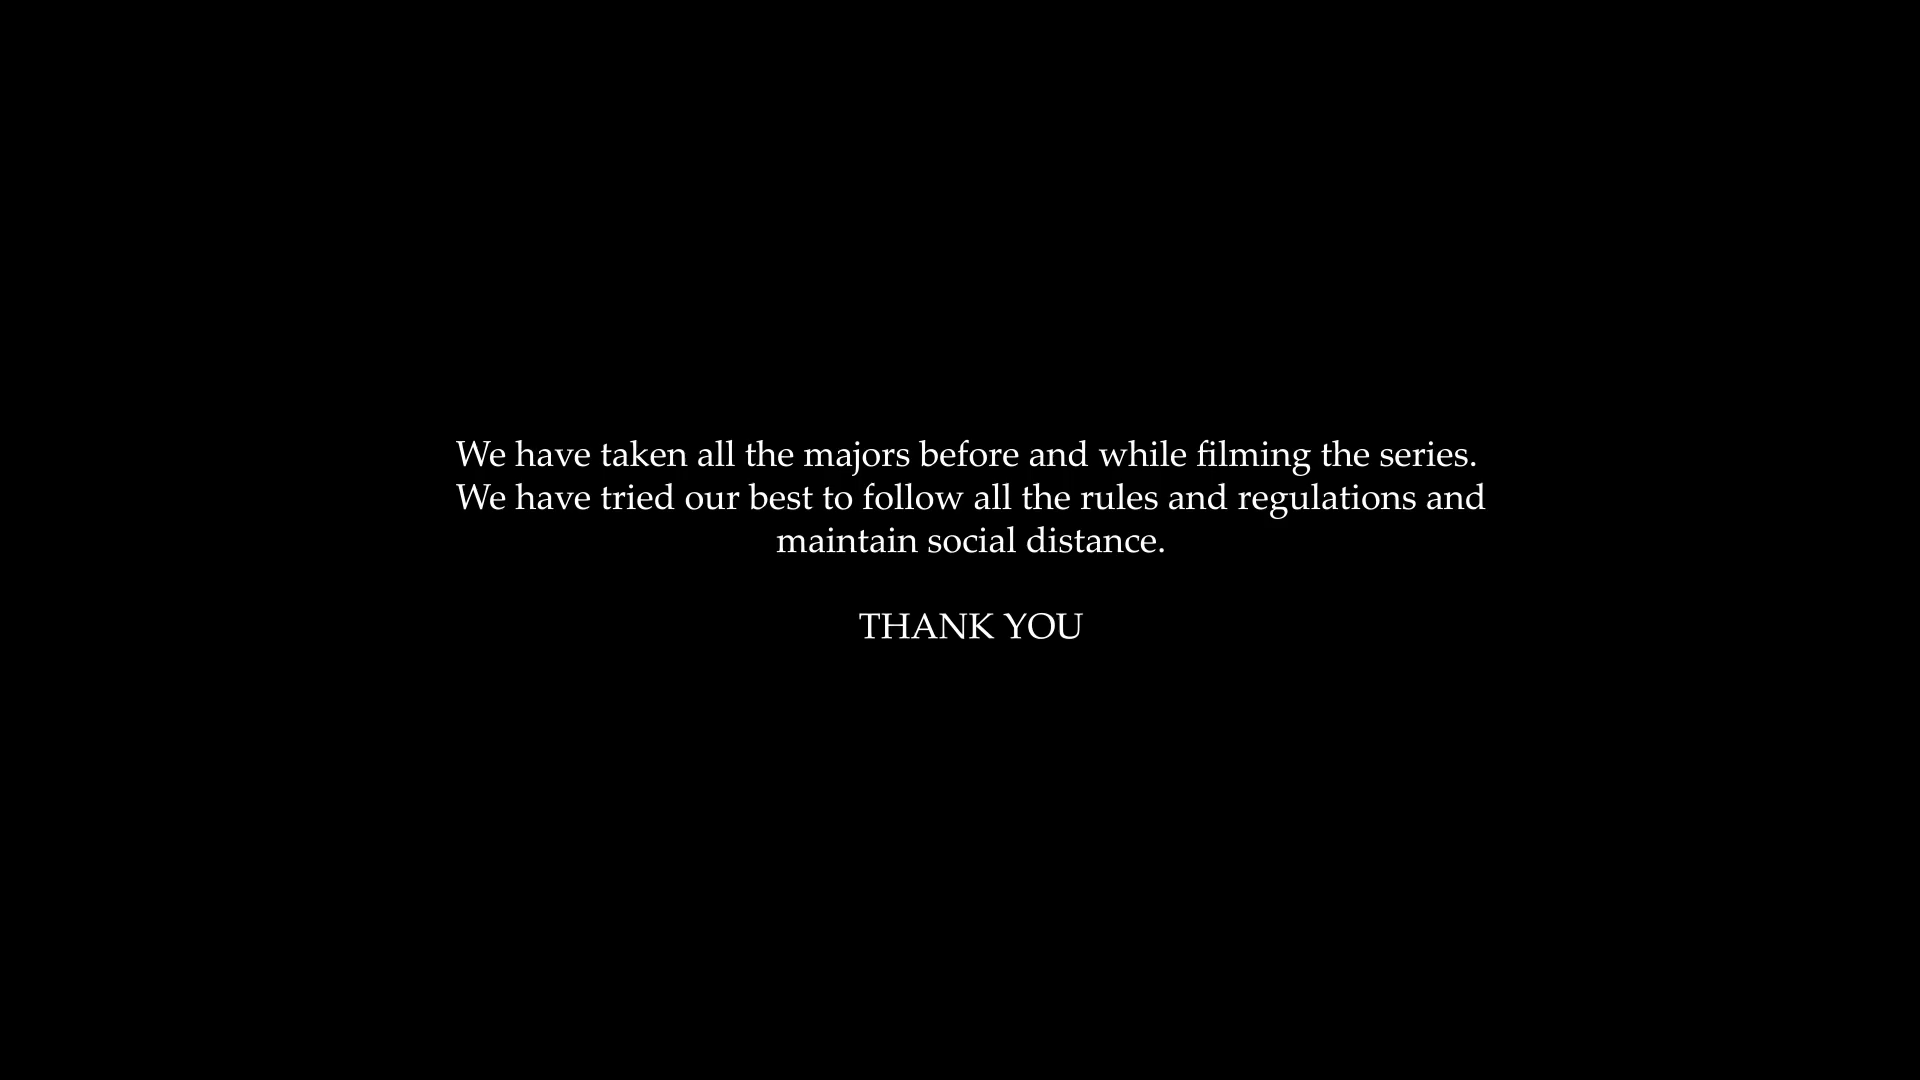 We have taken all the majors before and while filming the series.
We have tried our best to follow all the rules and regulations and
maintain social distance.
THANK YOU